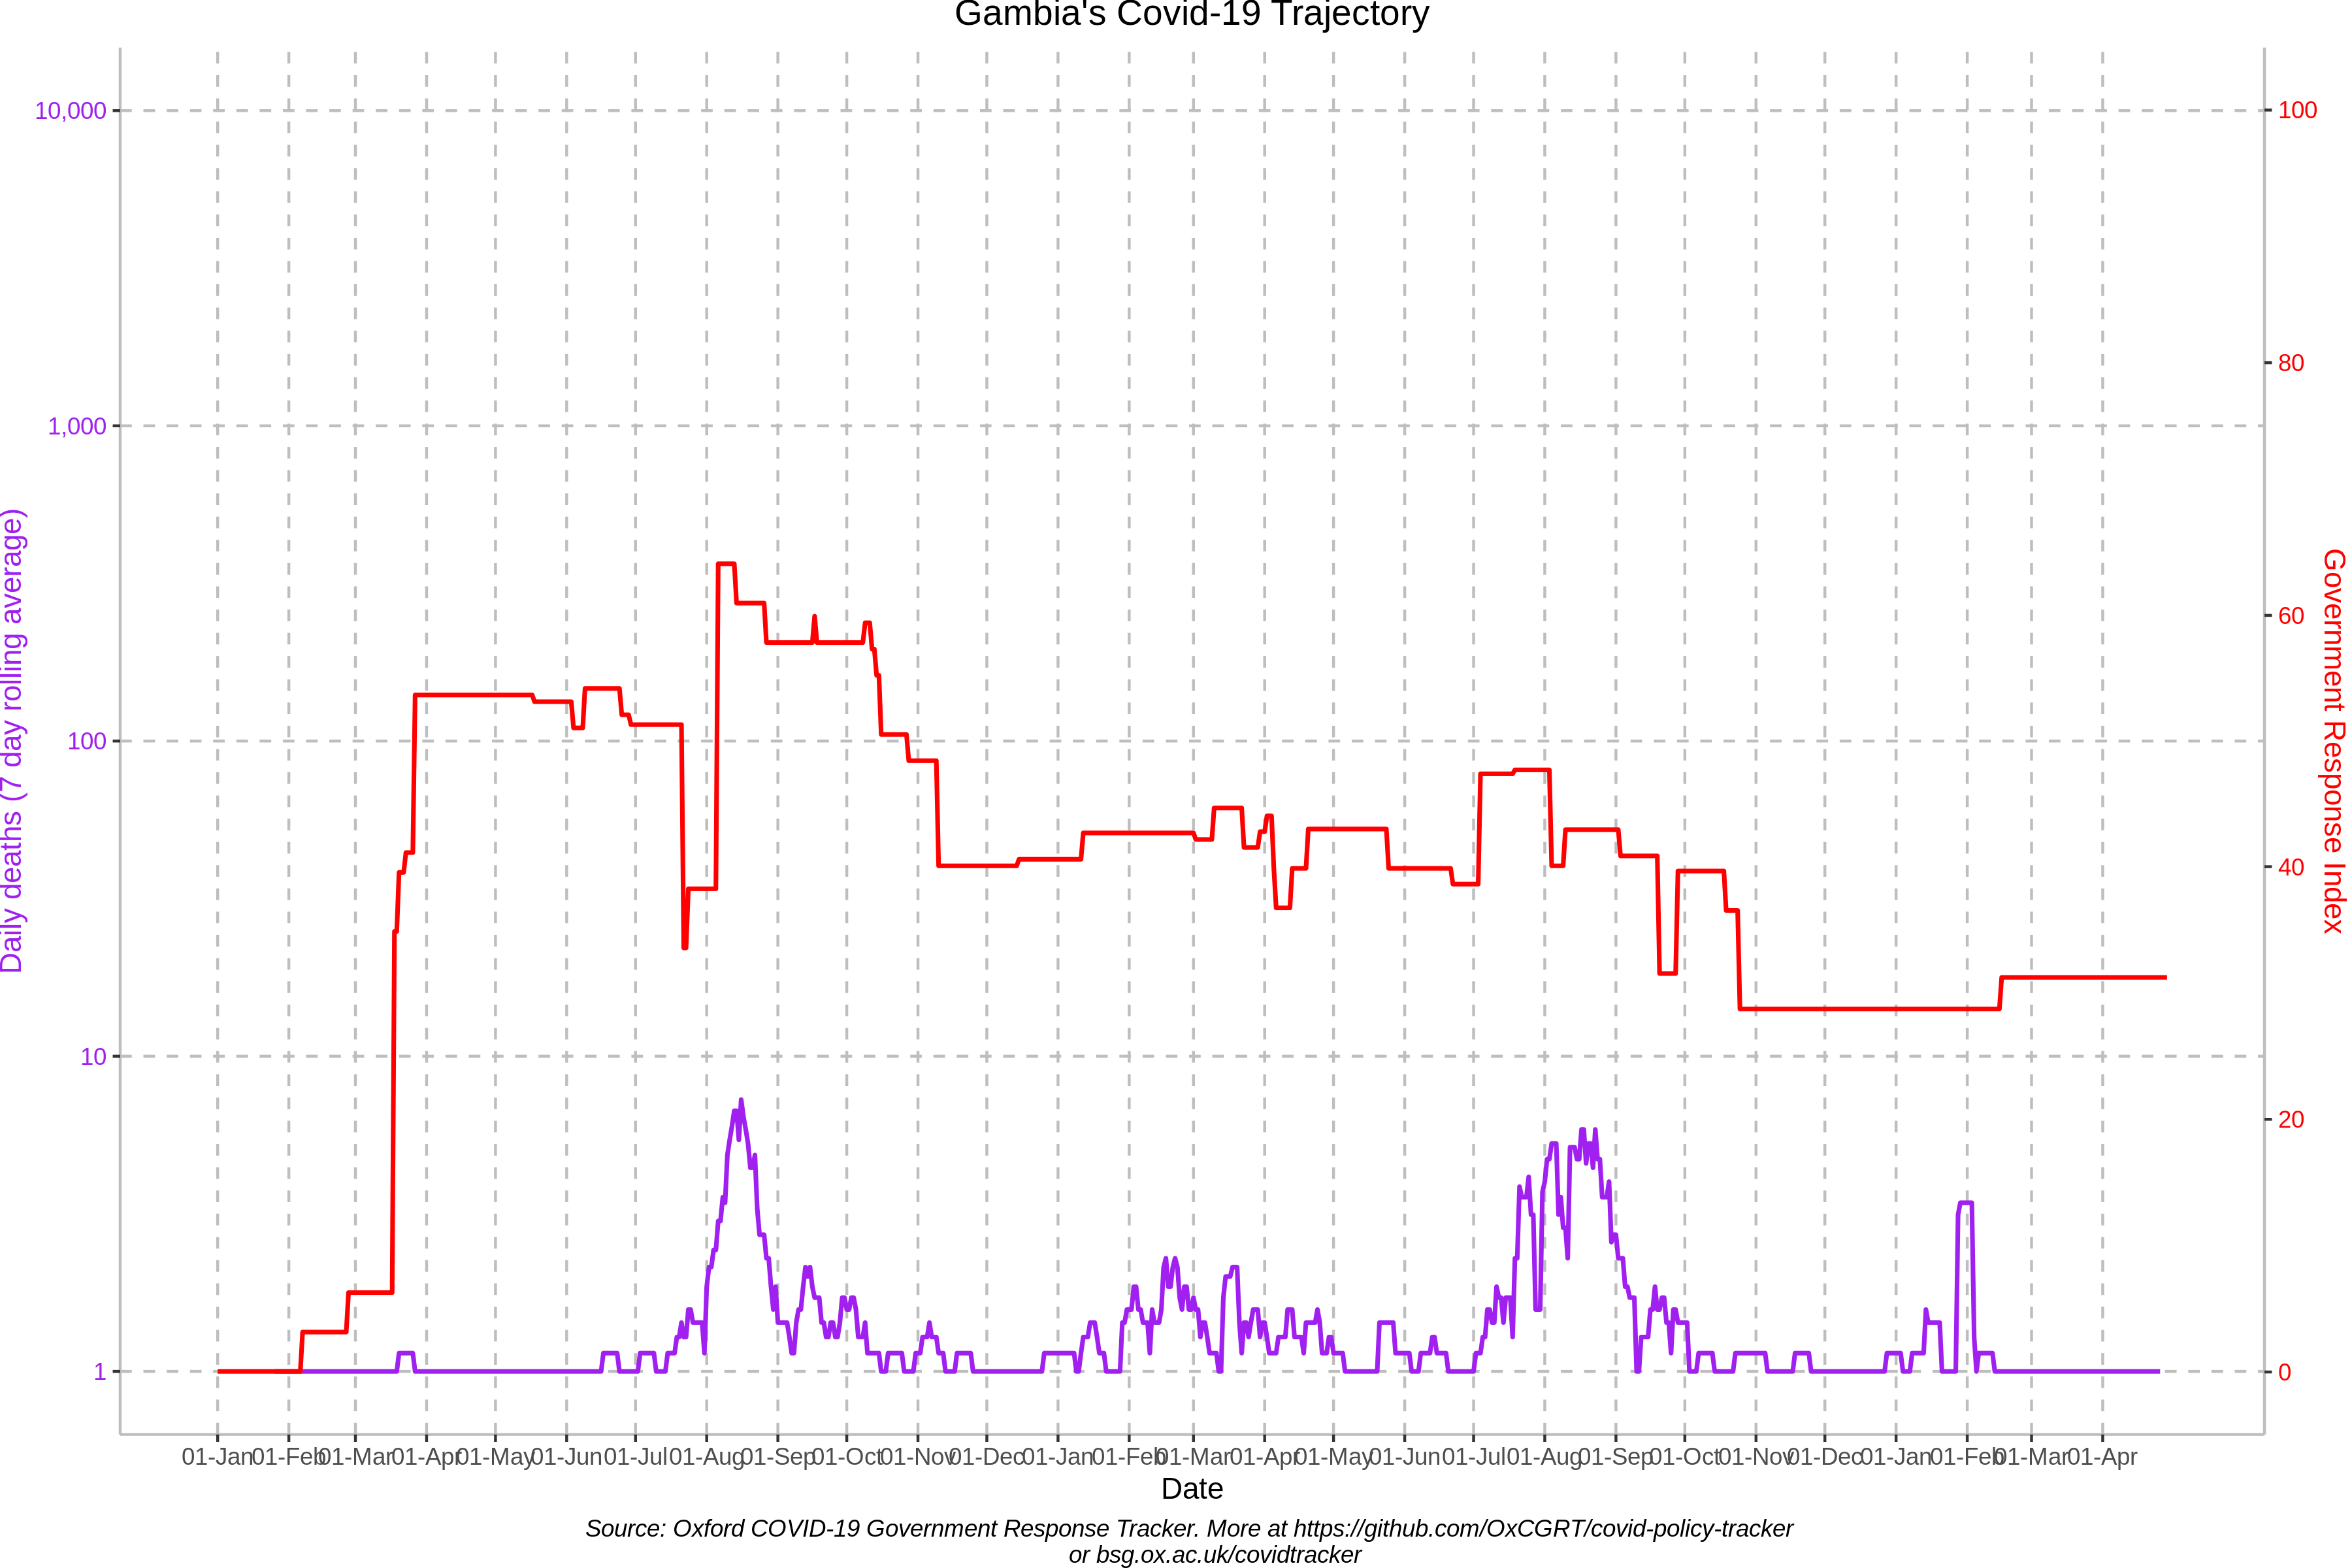 Gambia's Covid-19 Trajectory
10,000
1,000
100
10
1
Daily deaths (7 day rolling average)
100
80
60
40
20
0
Government Response Index
01-Jan 01-Feb 01-Mar 01-Apr 01-May 01-Jun 01-Jul 01-Aug 01-Sep 01-Oct 01-Nov 01-Dec 01-Jan 01-Feb 01-Mar 01-Apr 01-May 01-Jun 01-Jul 01-Aug 01-Sep 01-Oct 01-Nov 01-Dec 01-Jan 01-Feb 01-Mar 01-Apr
Date
Source: Oxford COVID-19 Government Response Tracker. More at https://github.com/OxCGRT/covid-policy-tracker
or bsg.ox.ac.uk/covidtracker